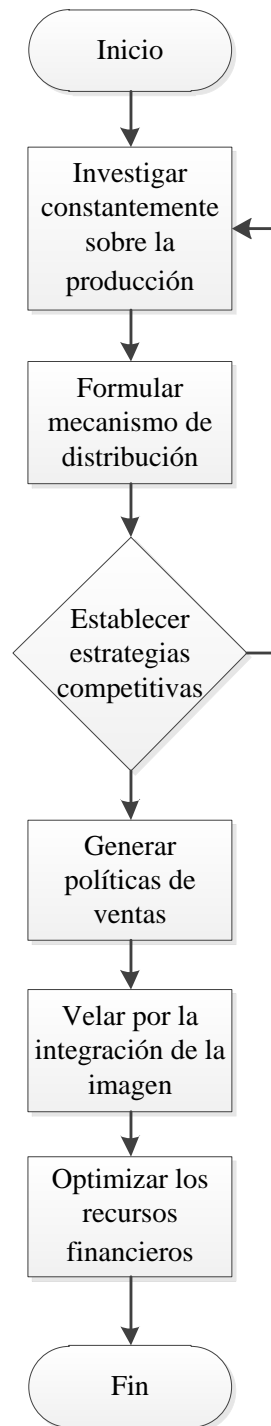 Inicio
Investigar
constantemente
sobre la
producción
Formular
mecanismo de
distribución
Establecer
estrategias
competitivas
Generar
políticas de
ventas
Velar por la
integración de la
imagen
Optimizar los
recursos
financieros
Fin